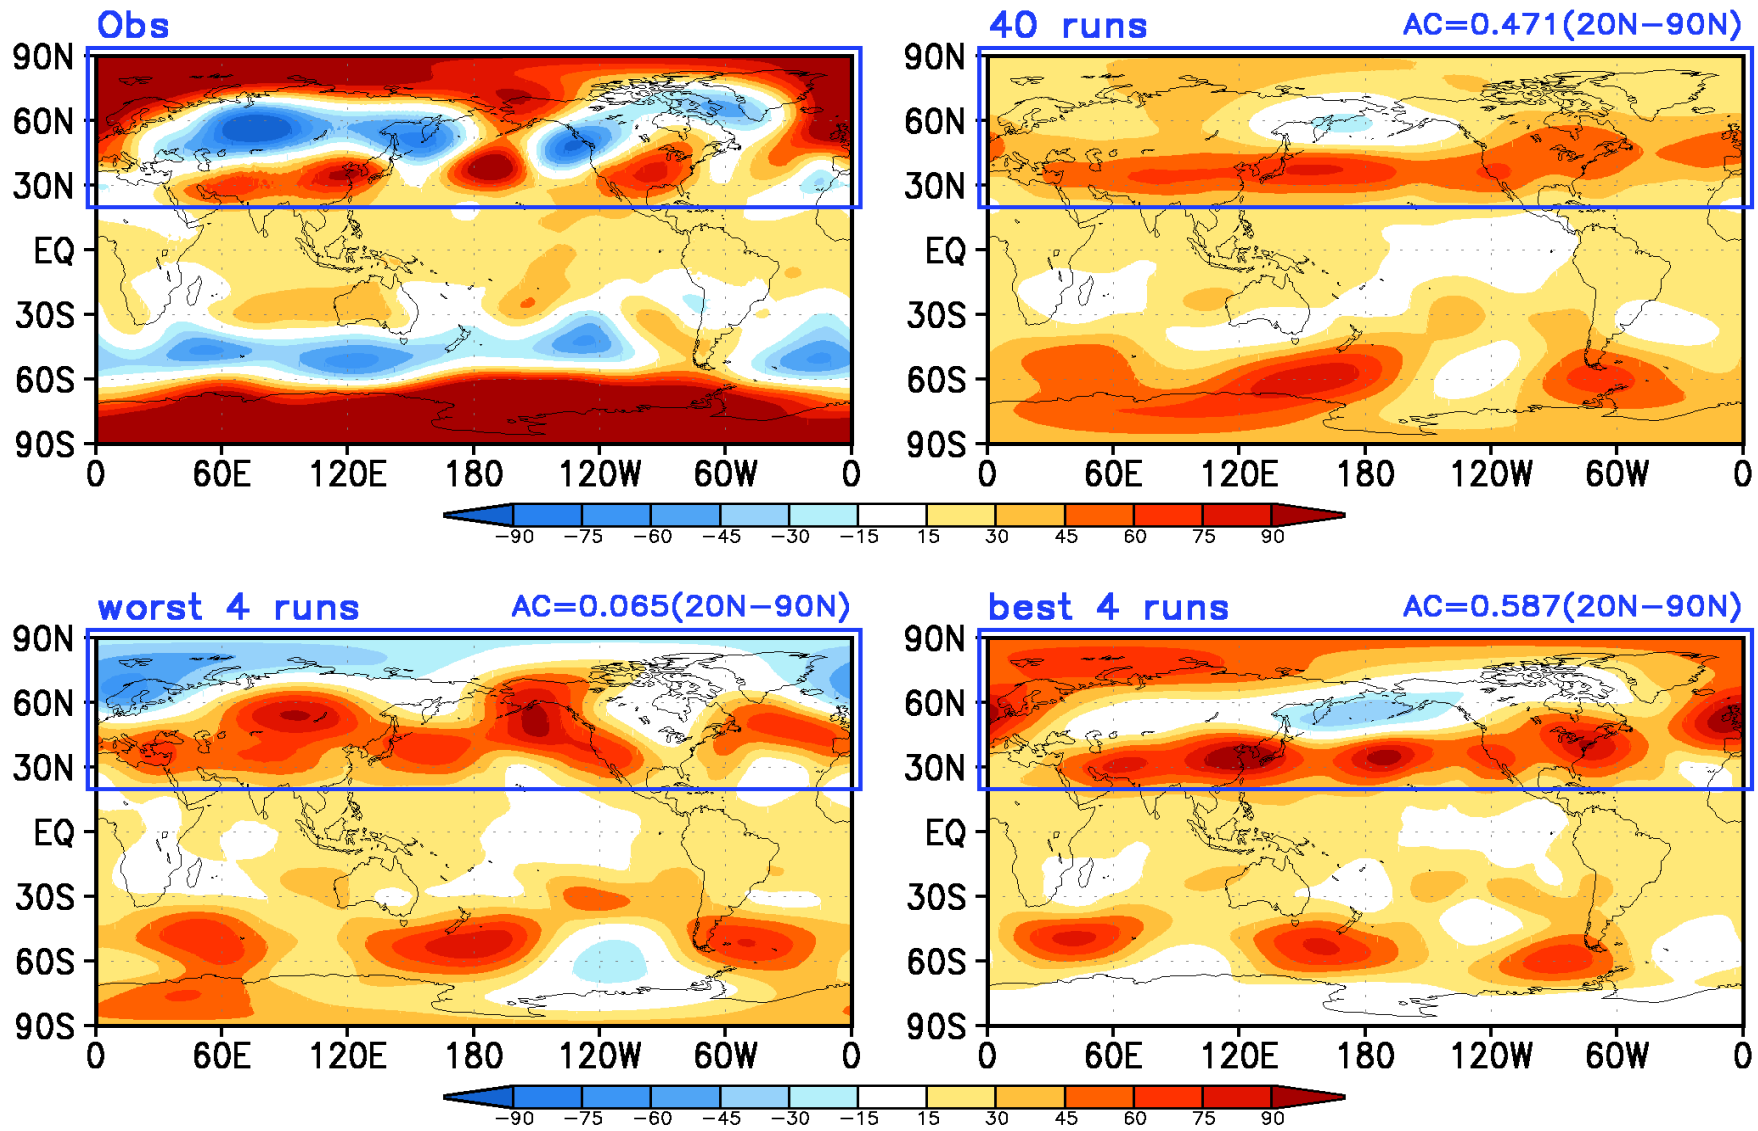 Obs
40 runs AC=0.471(20N−90N)
90N
60N
30N
EQ
30S
60S
90S
0 60E 120E 180 120W 60W 0
90N
60N
30N
EQ
30S
60S
90S
0 60E 120E 180 120W 60W 0
−90 −75 −60 −45 −30 −15 15 30 45 60 75 90
worst 4 runs AC=0.065(20N−90N)
best 4 runs AC=0.587(20N−90N)
90N
60N
30N
EQ
30S
60S
90S
0 60E 120E 180 120W 60W 0
90N
60N
30N
EQ
30S
60S
90S
0 60E 120E 180 120W 60W 0
−90 −75 −60 −45 −30 −15 15 30 45 60 75 90